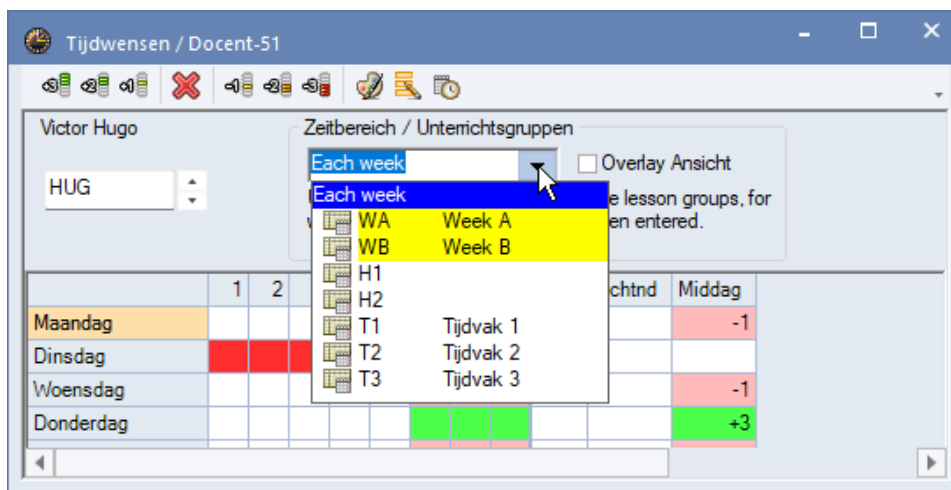 Tijdwensen / Docent-51
Victor Hugo
Zeitbereich / Unterrichtsgruppen
Each week
Overlay Ansicht
HUG
Each week
e lesson groups, for
WA Week A
en entered.
WB Week B
H1
H2
T1 Tijdvak 1
T2 Tijdvak 2
T3 Tijdvak 3
1 2 chtnd Middag
Maandag -1
Dinsdag
Woensdag -1
Donderdag +3